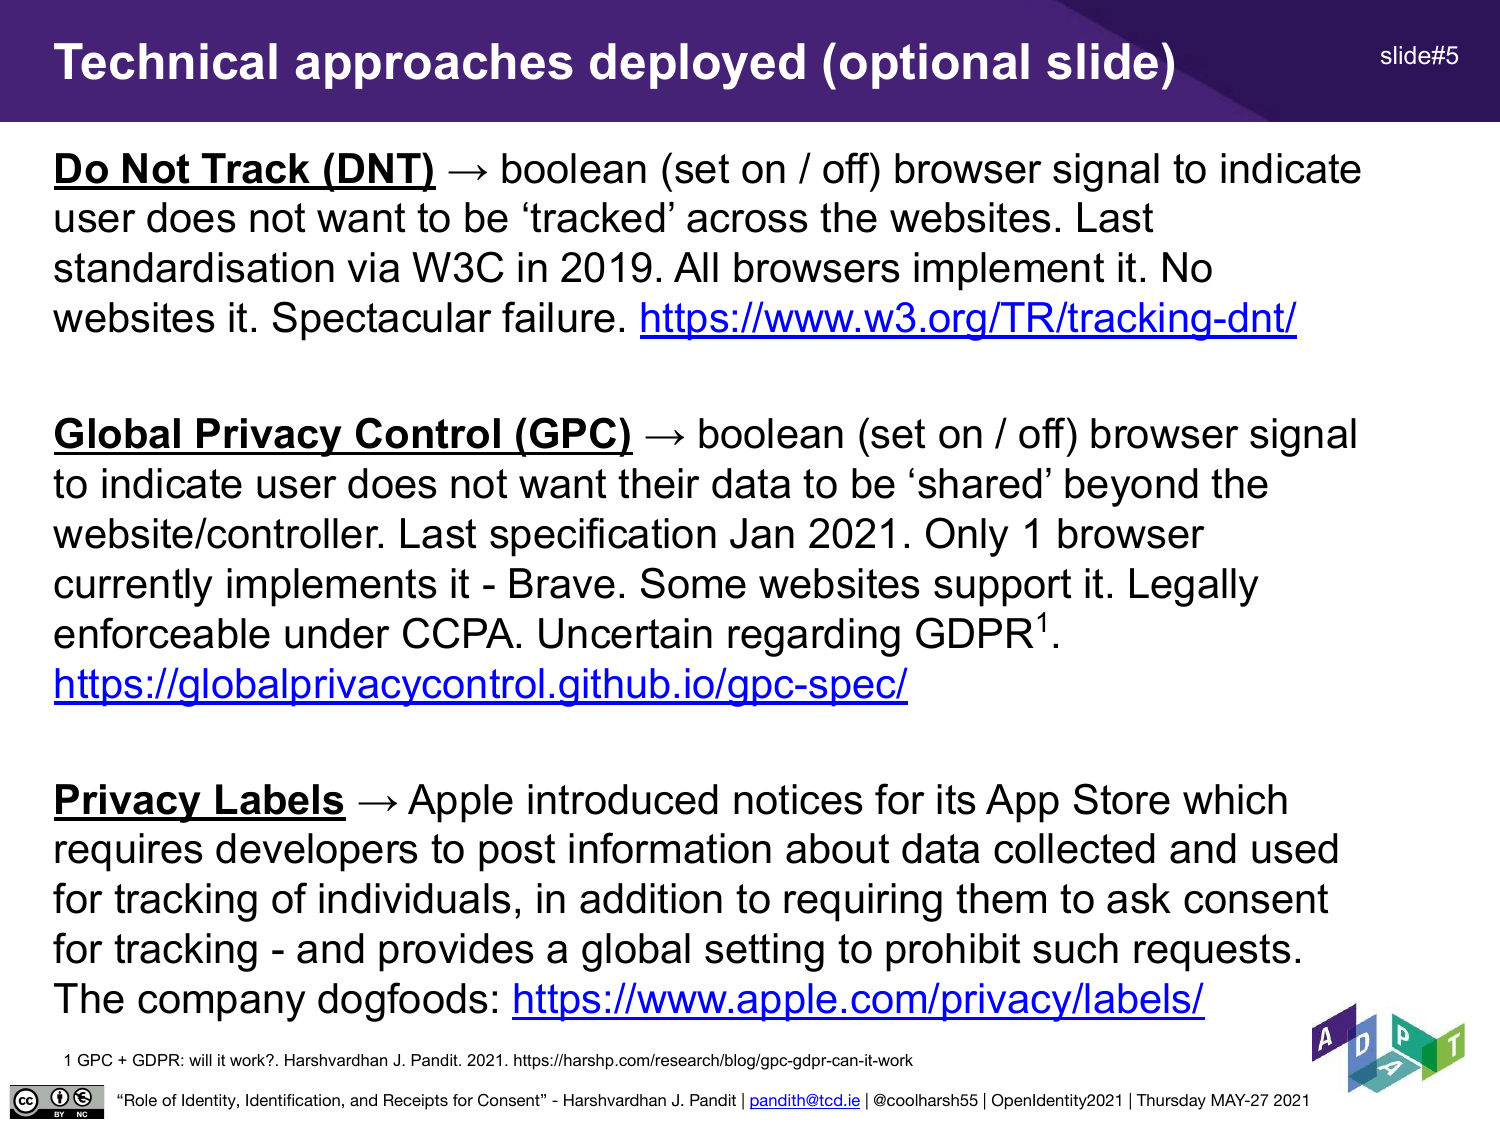 Technical approaches deployed (optional slide)
slide#5
Do Not Track (DNT) → boolean (set on / off) browser signal to indicate
user does not want to be ‘tracked’ across the websites. Last
standardisation via W3C in 2019. All browsers implement it. No
websites it. Spectacular failure. https://www.w3.org/TR/tracking-dnt/
Global Privacy Control (GPC) → boolean (set on / off) browser signal
to indicate user does not want their data to be ‘shared’ beyond the
website/controller. Last specification Jan 2021. Only 1 browser
currently implements it - Brave. Some websites support it. Legally
enforceable under CCPA. Uncertain regarding GDPR1.
https://globalprivacycontrol.github.io/gpc-spec/
Privacy Labels → Apple introduced notices for its App Store which
requires developers to post information about data collected and used
for tracking of individuals, in addition to requiring them to ask consent
for tracking - and provides a global setting to prohibit such requests.
The company dogfoods: https://www.apple.com/privacy/labels/
ADAPT
1 GPC + GDPR: will it work?. Harshvardhan J. Pandit. 2021. https://harshp.com/research/blog/gpc-gdpr-can-it-work
cc BY NC
“Role of Identity, Identification, and Receipts for Consent” - Harshvardhan J. Pandit | pandith@tcd.ie | @coolharsh55 | OpenIdentity2021 | Thursday MAY-27 2021